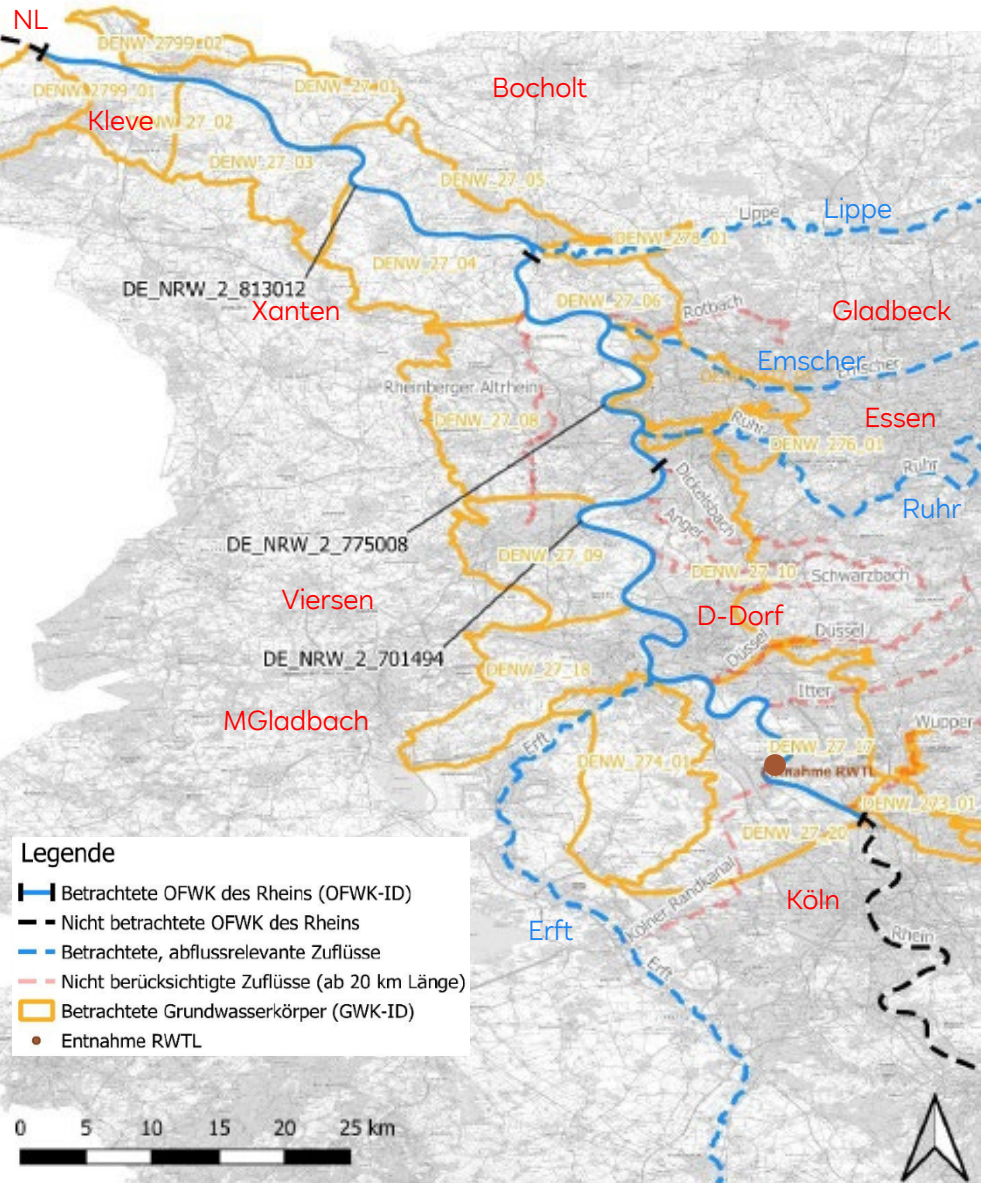 NL
DENW_2799_02
DENW_2799_01
DENW_27_01
Bocholt
Kleve
DENW_27_02
DENW_27_03
DENW_27_05
Lippe
Lippe
DENW_278_01
DENW_27_04
DE_NRW_2_813012
Xanten
DENW_27_06
Rotbach
Gladbeck
Emscher
Emscher
Rheinberger Altrhein
DENW_27_08
Essen
Ruhr
DENW_276_01
Ruhr
Ruhr
Dickelsbach
Anger
DE_NRW_2_775008
DENW_27_09
DENW_27_10
Schwarzbach
Viersen
D-Dorf
Düssel
Düssel
DE_NRW_2_701494
DENW_27_18
Itter
MGladbach
Wupper
Erft
DENW_274_01
DENW_27_17
Entnahme RWTL
DENW_273_01
DENW_27_20
Kölner Randkanal
Köln
Rhein
Erft
Erft
Legende
Betrachtete OFWK des Rheins (OFWK-ID)
Nicht betrachtete OFWK des Rheins
Betrachtete, abflussrelevante Zuflüsse
Nicht berücksichtigte Zuflüsse (ab 20 km Länge)
Betrachtete Grundwasserkörper (GWK-ID)
Entnahme RWTL
0 5 10 15 20 25 km